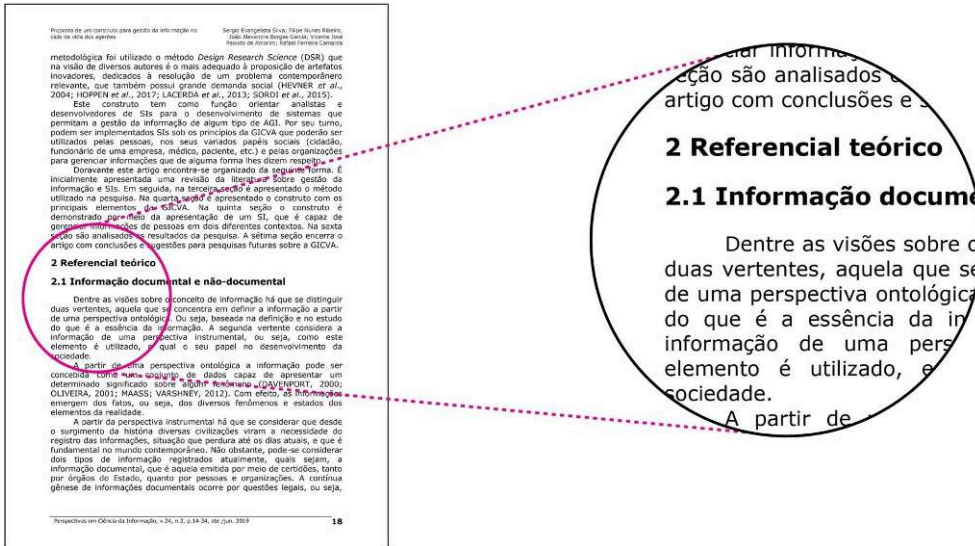 Proposta de um construto para gestão da informação no
ciclo de vida dos agentes
Sergio Evangelista Silva; Filipe Nunes Ribeiro,
João Alexandre Borges Garcia; Vicente José
Peixoto de Amorim; Rafael Ferreira Camarda
metodológica foi utilizado o método Design Research Science (DSR) que
na visão de diversos autores é o mais adequado à proposição de artefatos
inovadores, dedicados à resolução de um problema contemporâneo
relevante, que também possui grande demanda social (HEVNER et al.,
2004; HOPPEN et al., 2017; LACERDA et al., 2013; SORDI et al., 2015).
Este construto tem como função orientar analistas e
desenvolvedores de SIs para o desenvolvimento de sistemas que
permitam a gestão da informação de algum tipo de AGI. Por seu turno,
podem ser implementados SIs sob os princípios da GICVA que poderão ser
utilizados pelas pessoas, nos seus variados papéis sociais (cidadão,
funcionário de uma empresa, médico, paciente, etc.) e pelas organizações
para gerenciar informações que de alguma forma lhes dizem respeito.
Doravante este artigo encontra-se organizado da seguinte forma. É
inicialmente apresentada uma revisão da literatura sobre gestão da
informação e SIs. Em seguida, na terceira seção é apresentado o método
utilizado na pesquisa. Na quarta seção é apresentado o construto com os
principais elementos da GICVA. Na quinta seção o construto é
demonstrado por meio da apresentação de um SI, que é capaz de
gerenciar informações de pessoas em dois diferentes contextos. Na sexta
seção são analisados os resultados da pesquisa. A sétima seção encerra o
artigo com conclusões e sugestões para pesquisas futuras sobre a GICVA.
2 Referencial teórico
2.1 Informação documental e não-documental
Dentre as visões sobre o conceito de informação há que se distinguir
duas vertentes, aquela que se concentra em definir a informação a partir
de uma perspectiva ontológica. Ou seja, baseada na definição e no estudo
do que é a essência da informação. A segunda vertente considera a
informação de uma perspectiva instrumental, ou seja, como este
elemento é utilizado, e qual o seu papel no desenvolvimento da
sociedade.
A partir de uma perspectiva ontológica a informação pode ser
concebida como um conjunto de dados capaz de apresentar um
determinado significado sobre algum fenômeno (DAVENPORT, 2000;
OLIVEIRA, 2001; MAASS; VARSHNEY, 2012). Com efeito, as informações
emergem dos fatos, ou seja, dos diversos fenômenos e estados dos
elementos da realidade.
A partir da perspectiva instrumental há que se considerar que desde
o surgimento da história diversas civilizações viram a necessidade do
registro das informações, situação que perdura até os dias atuais, e que é
fundamental no mundo contemporâneo. Não obstante, pode-se considerar
dois tipos de informação registrados atualmente, quais sejam, a
informação documental, que é aquela emitida por meio de certidões, tanto
por órgãos do Estado, quanto por pessoas e organizações. A contínua
gênese de informações documentais ocorre por questões legais, ou seja,
Perspectivas em Ciência da Informação, v.24, n.2, p.14-34, abr./jun. 2019
18
eção são analisados
artigo com conclusões e
2 Referencial teórico
2.1 Informação docume
Dentre as visões sobre
duas vertentes, aquela que se
de uma perspectiva ontológica
do que é a essência da in
informação de uma pers
elemento é utilizado, e
sociedade.
A partir de